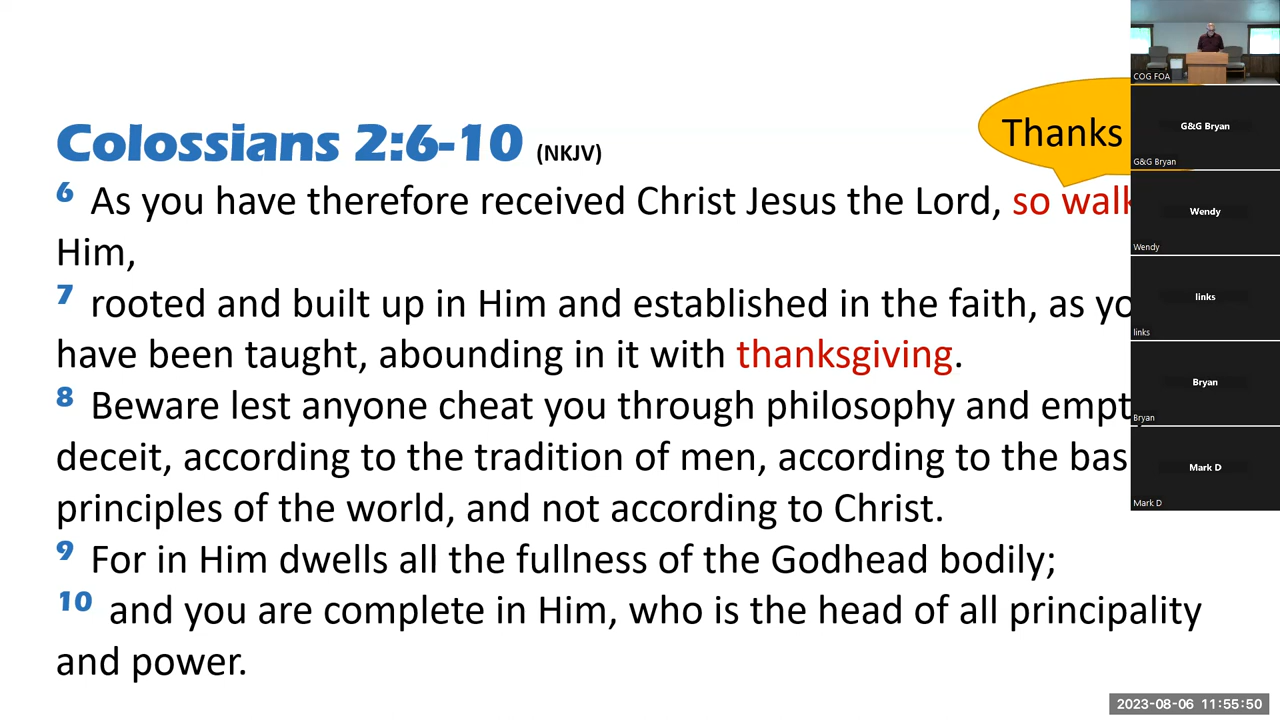 Colossians 2:6-10 (NKJV)
Thanks
6 As you have therefore received Christ Jesus the Lord, so walk
Him,
7 rooted and built up in Him and established in the faith, as yo
have been taught, abounding in it with thanksgiving.
8 Beware lest anyone cheat you through philosophy and empt
deceit, according to the tradition of men, according to the bas
principles of the world, and not according to Christ.
9 For in Him dwells all the fullness of the Godhead bodily;
10 and you are complete in Him, who is the head of all principality
and power.
COG FOA
G&G Bryan
G&G Bryan
Wendy
Wendy
links
links
Bryan
Bryan
Mark D
Mark D
2023-08-06 11:55:50